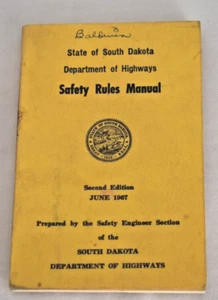 Baldwin
State of South Dakota
Department of Highways
Safety Rules Manual
Second Edition
JUNE 1967
Prepared by the Safety Engineer Section
of the
SOUTH DAKOTA
DEPARTMENT OF HIGHWAYS